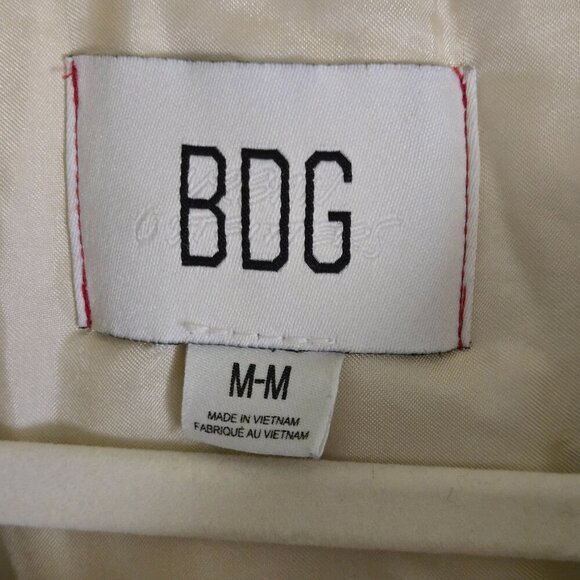 BDG
M-M
MADE IN VIETNAM
FABRIQUÉ AU VIETNAM